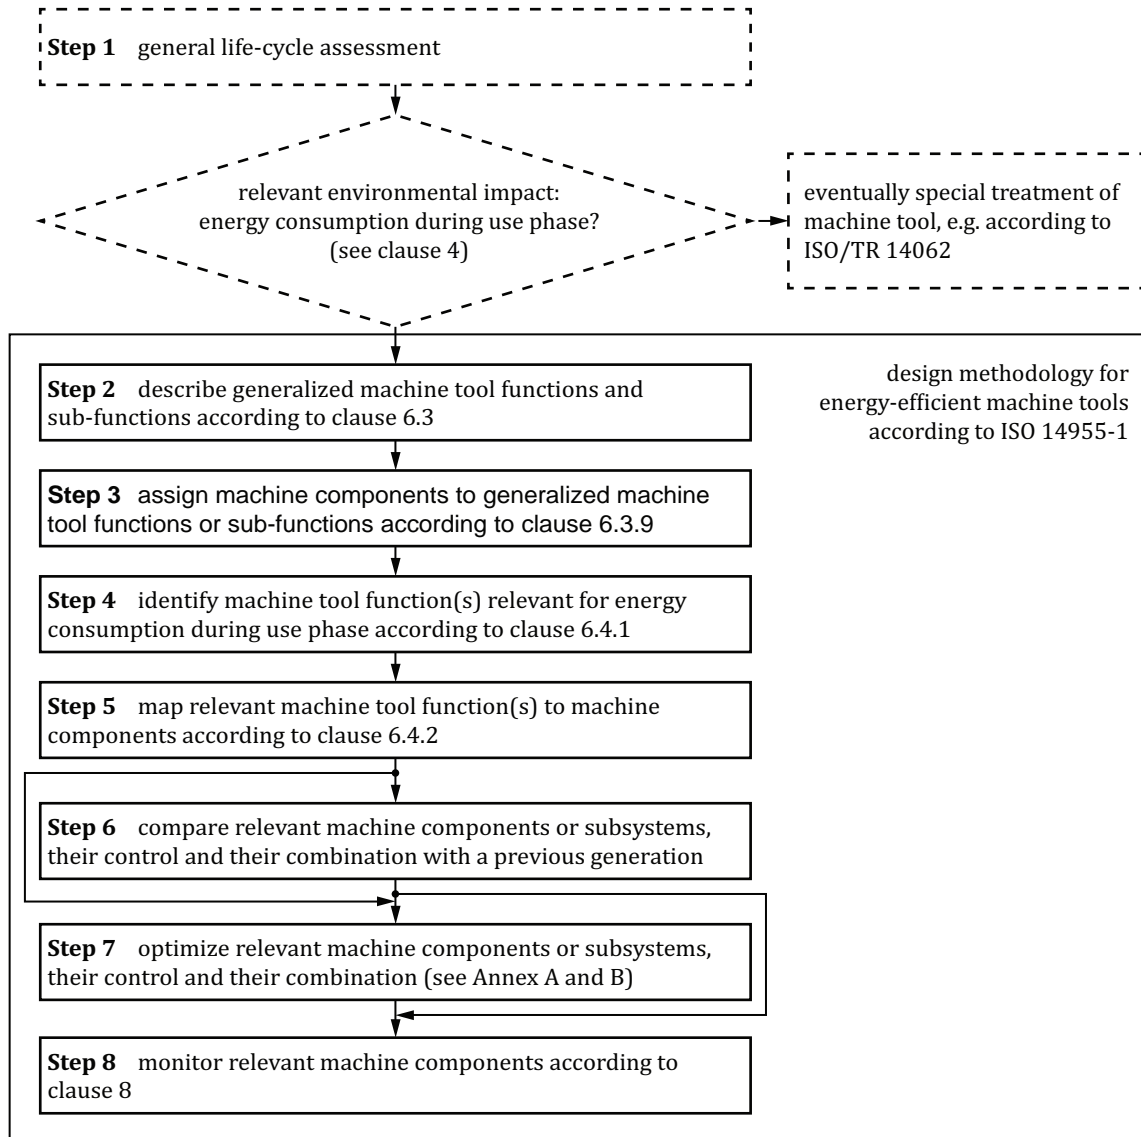 Step 1 general life-cycle assessment
relevant environmental impact:
energy consumption during use phase?
(see clause 4)
eventually special treatment of
machine tool, e.g. according to
ISO/TR 14062
design methodology for
energy-efficient machine tools
according to ISO 14955-1
Step 2 describe generalized machine tool functions and
sub-functions according to clause 6.3
Step 3 assign machine components to generalized machine
tool functions or sub-functions according to clause 6.3.9
Step 4 identify machine tool function(s) relevant for energy
consumption during use phase according to clause 6.4.1
Step 5 map relevant machine tool function(s) to machine
components according to clause 6.4.2
Step 6 compare relevant machine components or subsystems,
their control and their combination with a previous generation
Step 7 optimize relevant machine components or subsystems,
their control and their combination (see Annex A and B)
Step 8 monitor relevant machine components according to
clause 8